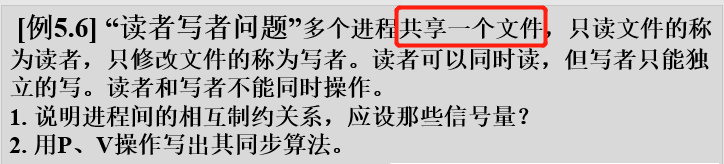 [例5.6] “读者写者问题”多个进程共享一个文件，只读文件的称
为读者，只修改文件的称为写者。读者可以同时读，但写者只能独
立的写。读者和写者不能同时操作。
1. 说明进程间的相互制约关系，应设那些信号量？
2. 用P、V操作写出其同步算法。